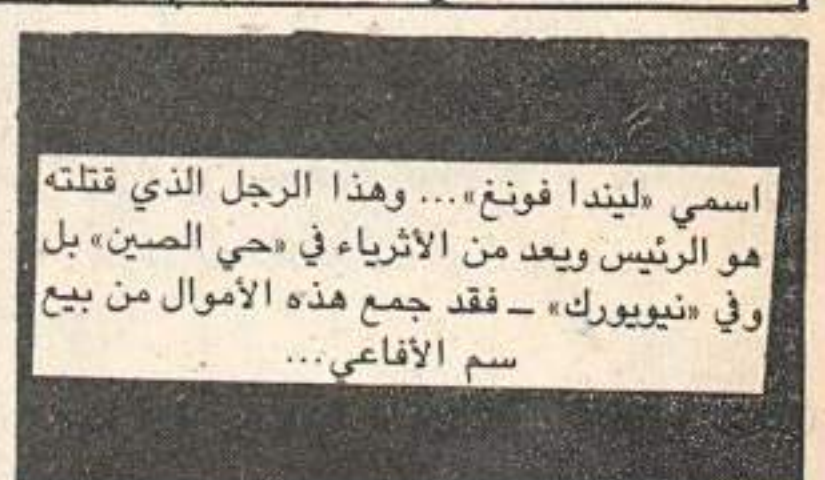 اسمي «ليندا فونغ»... وهذا الرجل الذي قتلته
هو الرئيس ويعد من الأثرياء في «حي الصين» بل
وفي «نيويورك» ــ فقد جمع هذه الأموال من بيع
سم الأفاعي...